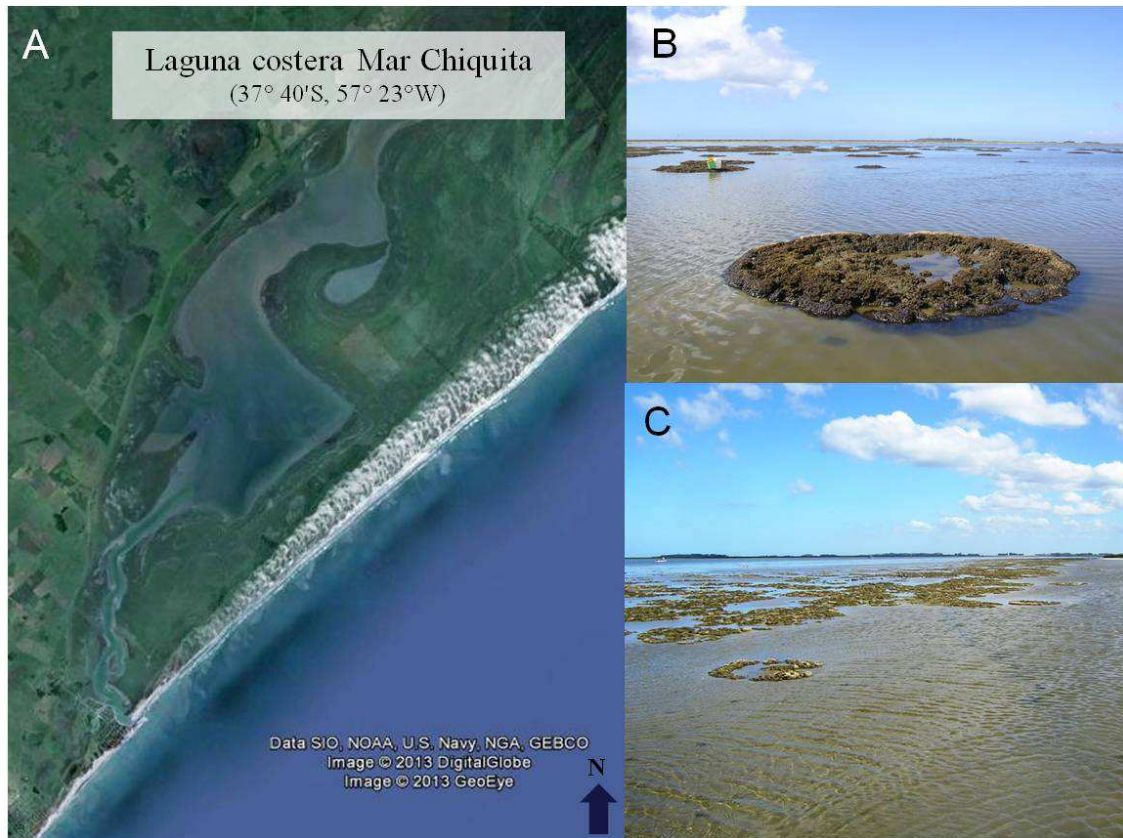 A
Laguna costera Mar Chiquita
(37° 40'S, 57° 23°W)
Data SIO, NOAA, U.S. Navy, NGA, GEBCO
Image © 2013 DigitalGlobe
Image © 2013 GeoEye
N
B
C